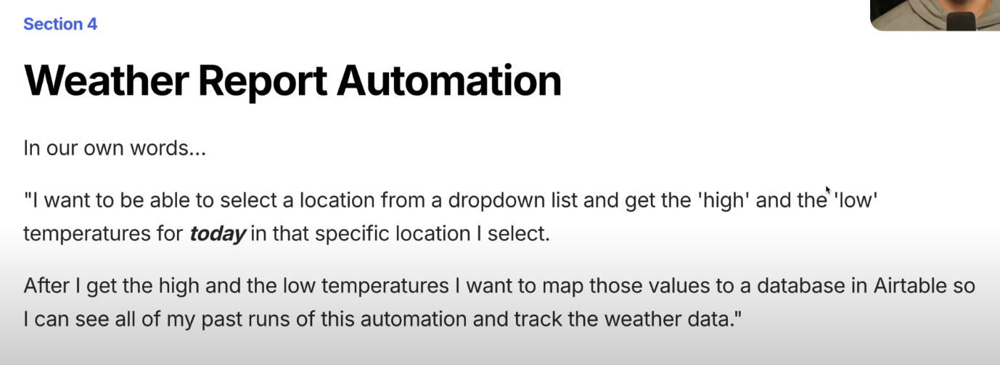 Section 4
Weather Report Automation
In our own words...
"I want to be able to select a location from a dropdown list and get the 'high' and the 'low'
temperatures for today in that specific location I select.
After I get the high and the low temperatures I want to map those values to a database in Airtable so
I can see all of my past runs of this automation and track the weather data."